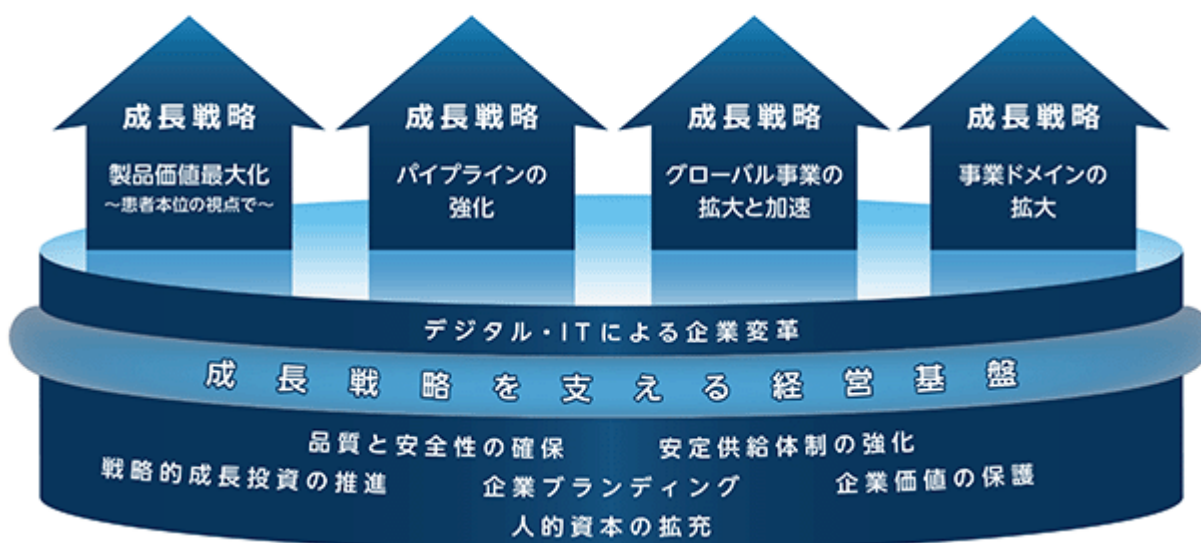 成長戦略
製品価値最大化
～患者本位の視点で～
成長戦略
パイプラインの
強化
成長戦略
グローバル事業の
拡大と加速
成長戦略
事業ドメインの
拡大
デジタル・ITによる企業変革
成長戦略を支える経営基盤
品質と安全性の確保
安定供給体制の強化
戦略的成長投資の推進
企業ブランディング
企業価値の保護
人的資本の拡充